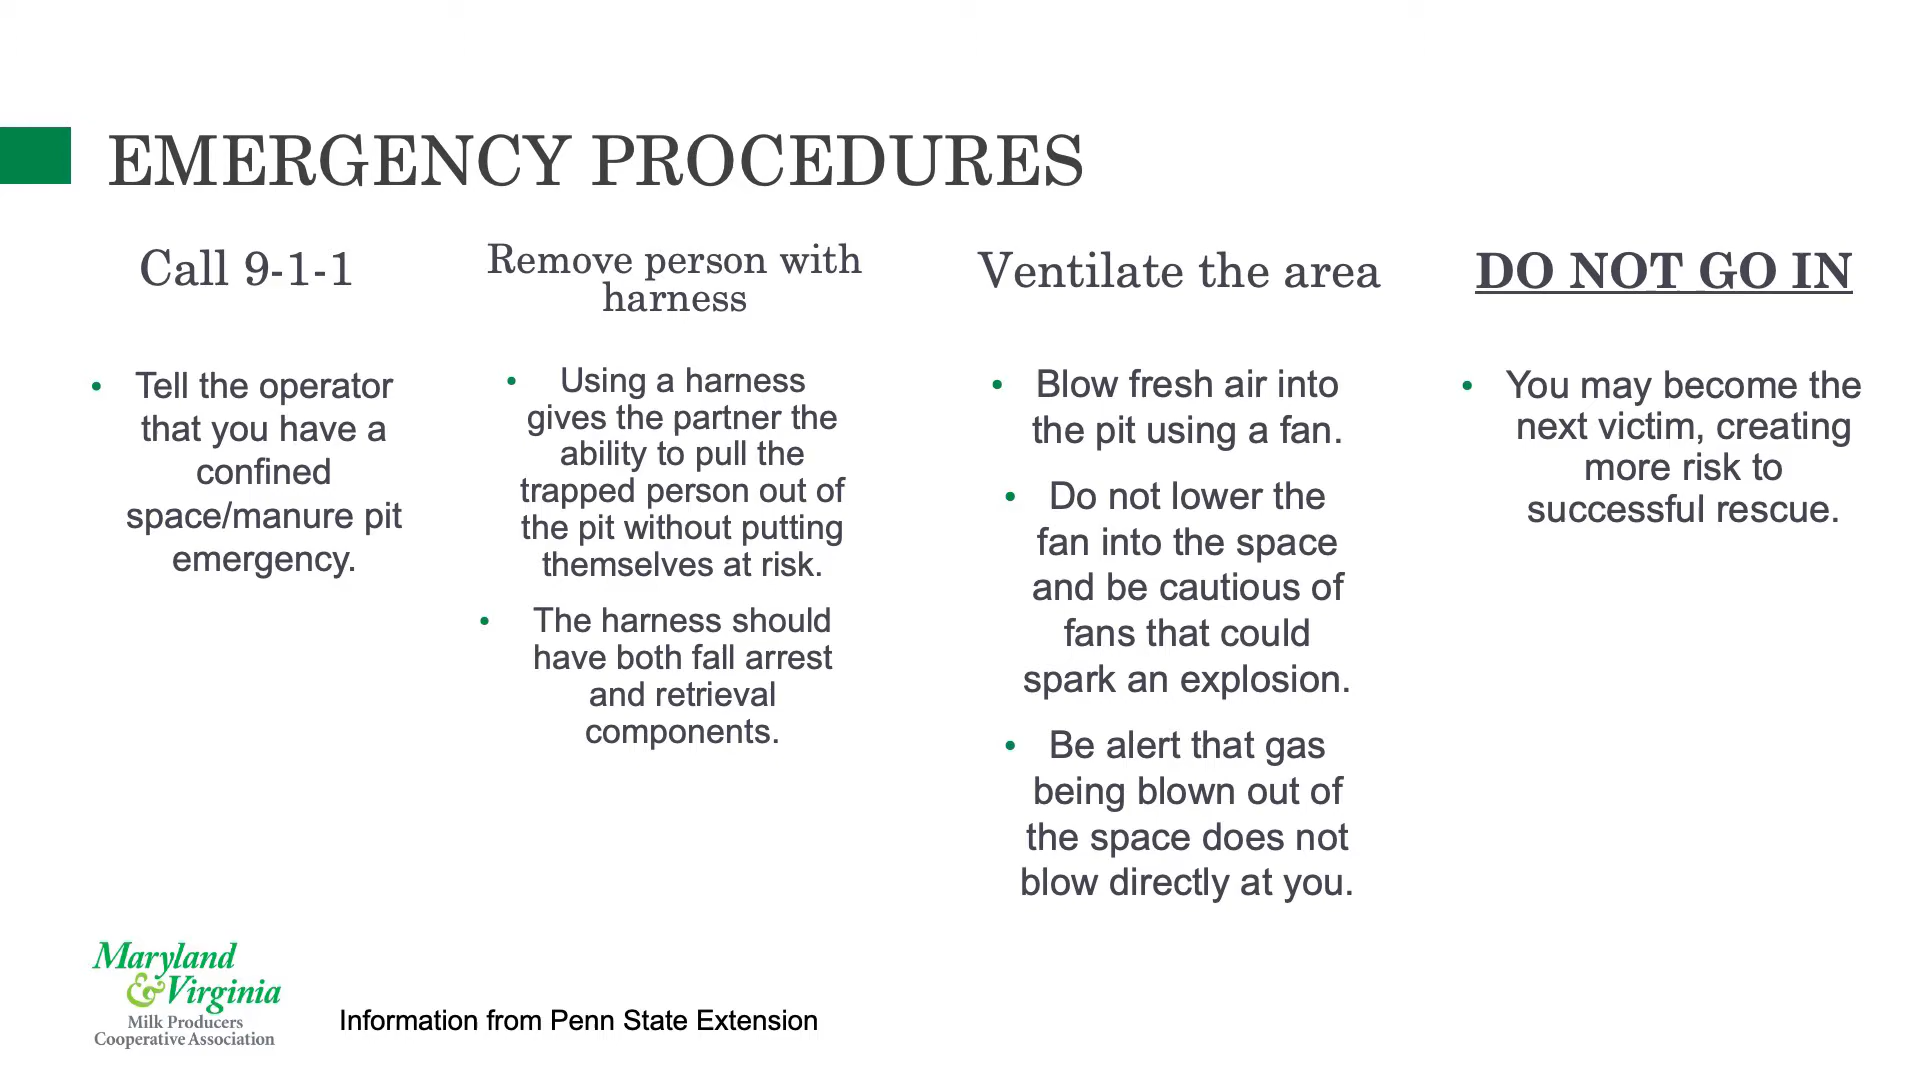 EMERGENCY PROCEDURES
Call 9-1-1
• Tell the operator
that you have a
confined
space/manure pit
emergency.
Remove person with
harness
• Using a harness
gives the partner the
ability to pull the
trapped person out of
the pit without putting
themselves at risk.
• The harness should
have both fall arrest
and retrieval
components.
Ventilate the area
• Blow fresh air into
the pit using a fan.
• Do not lower the
fan into the space
and be cautious of
fans that could
spark an explosion.
• Be alert that gas
being blown out of
the space does not
blow directly at you.
DO NOT GO IN
• You may become the
next victim, creating
more risk to
successful rescue.
Maryland
&Virginia
Milk Producers
Cooperative Association
Information from Penn State Extension